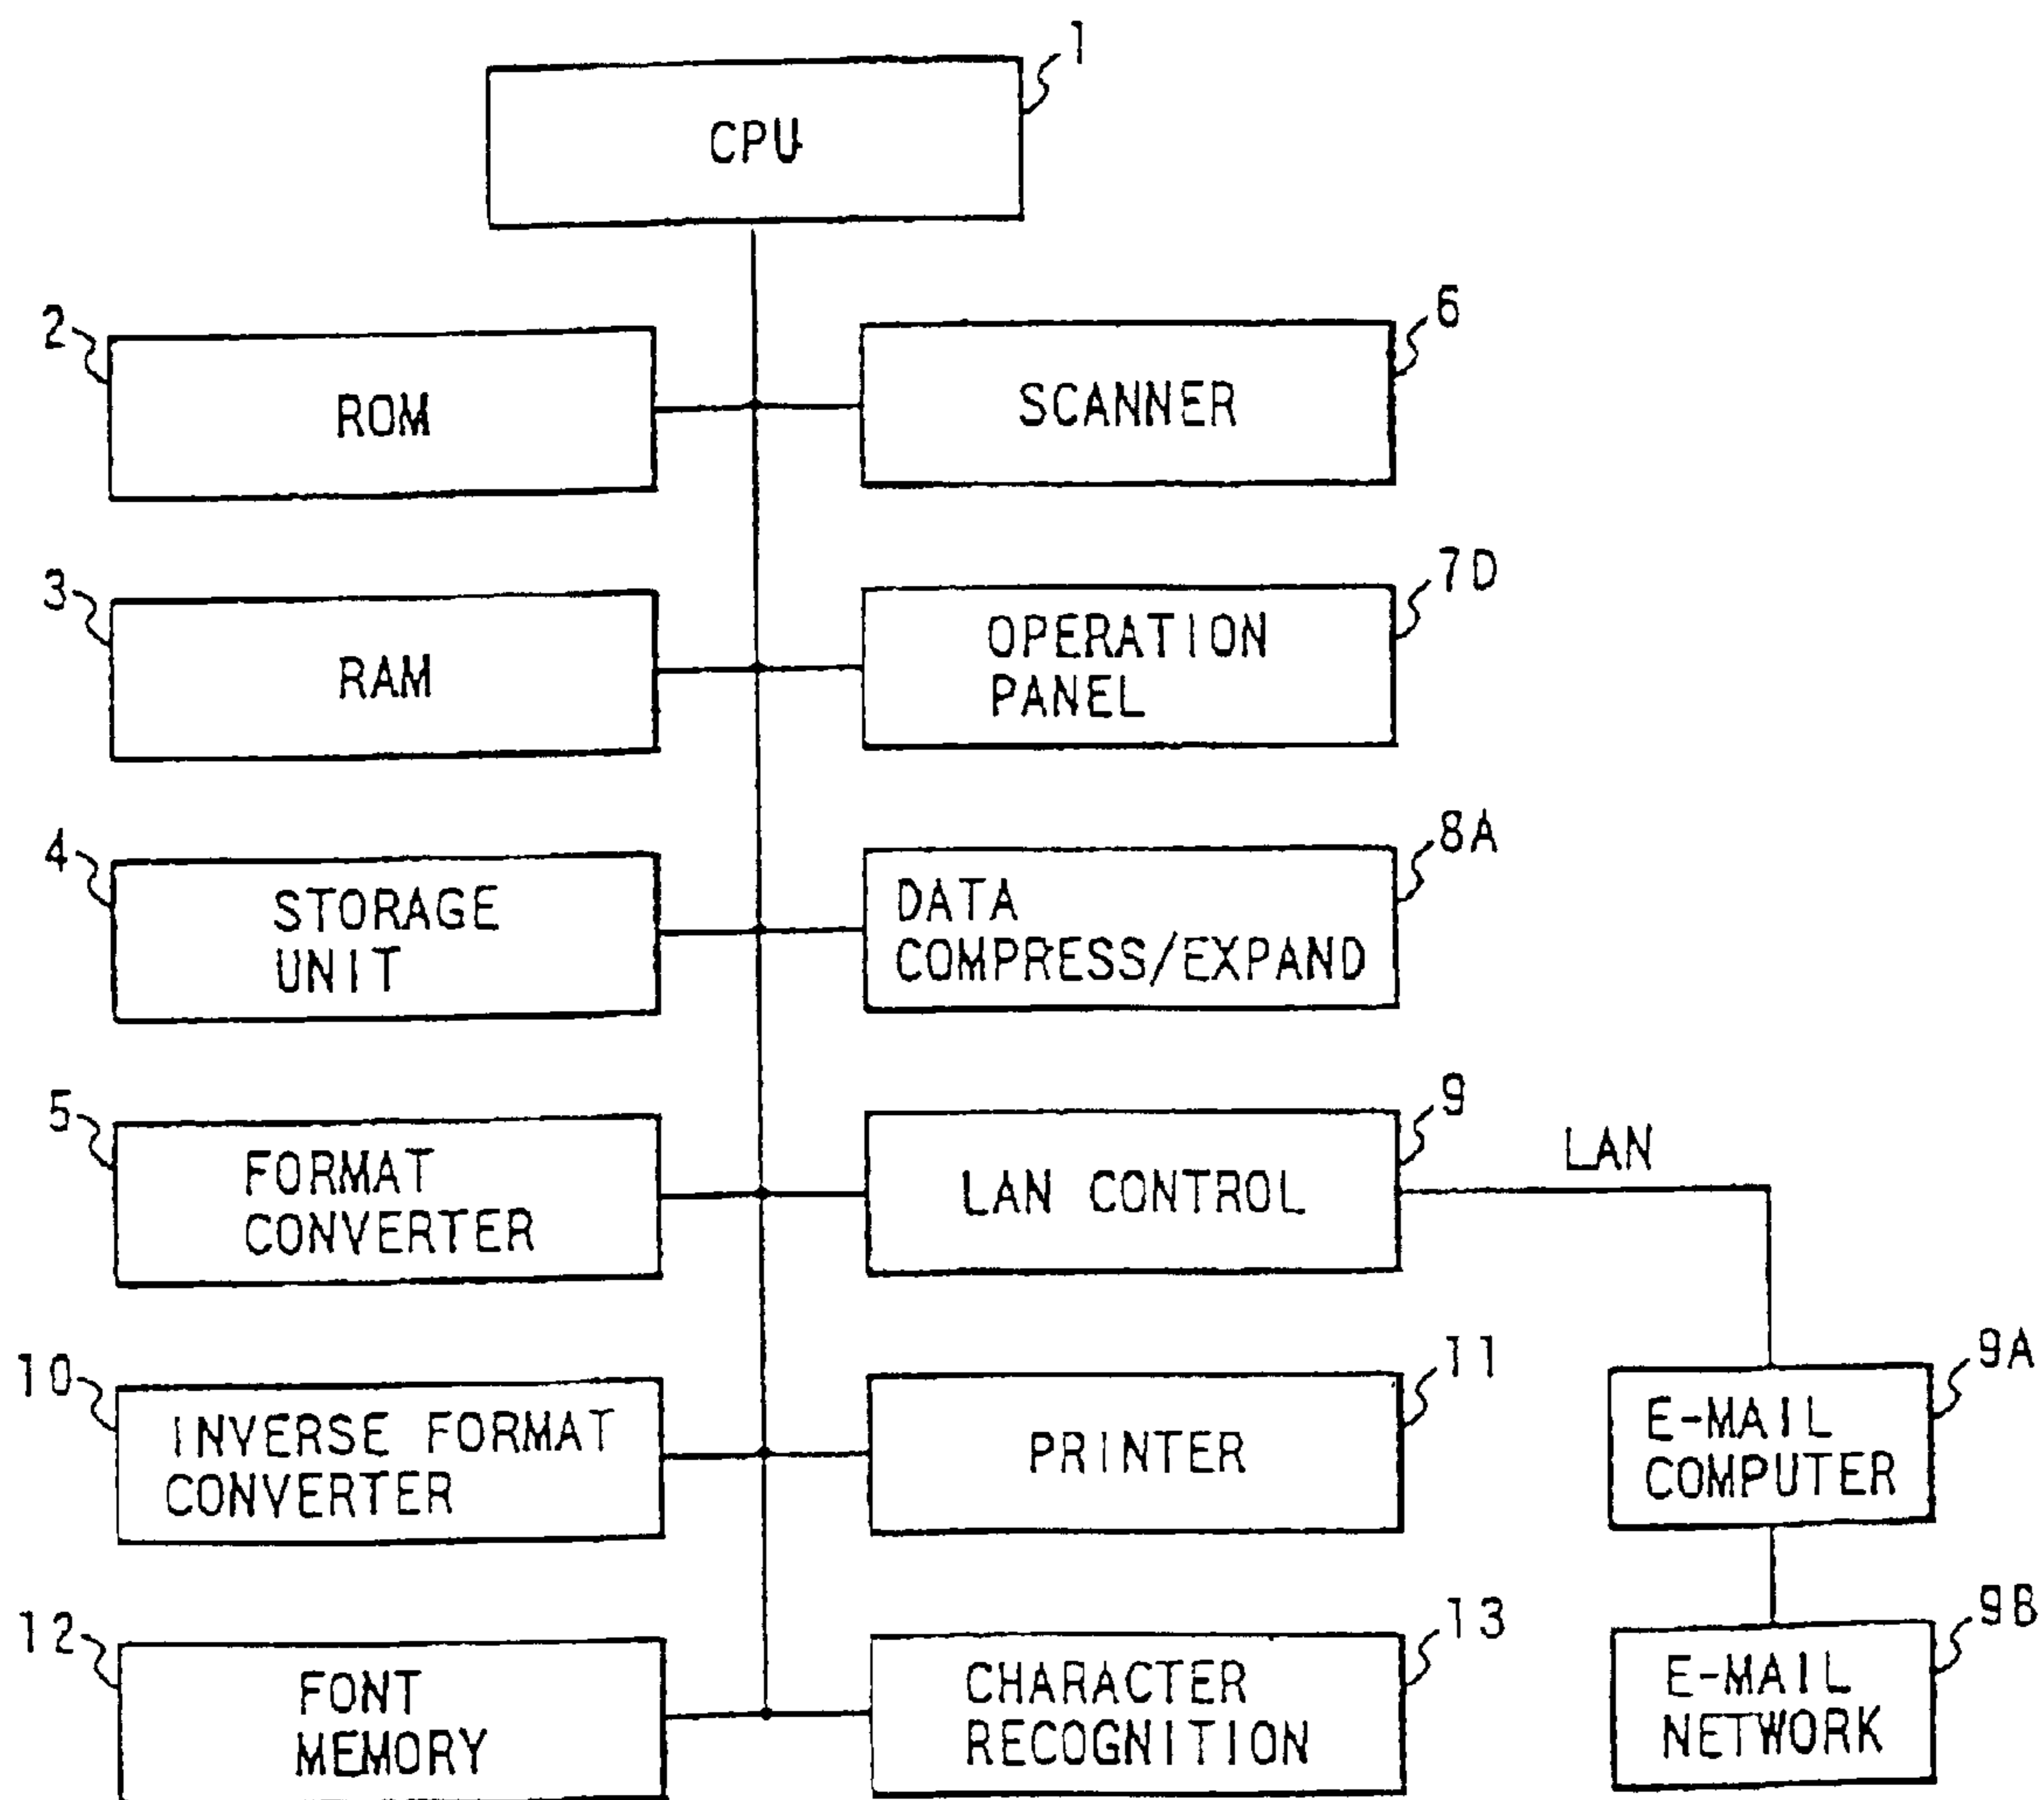 1
CPU
2
ROM
6
SCANNER
3
RAM
7D
OPERATION
PANEL
4
STORAGE
UNIT
8A
DATA
COMPRESS/EXPAND
5
FORMAT
CONVERTER
9
LAN CONTROL
LAN
10
INVERSE FORMAT
CONVERTER
11
PRINTER
9A
E-MAIL
COMPUTER
12
FONT
MEMORY
13
CHARACTER
RECOGNITION
9B
E-MAIL
NETWORK